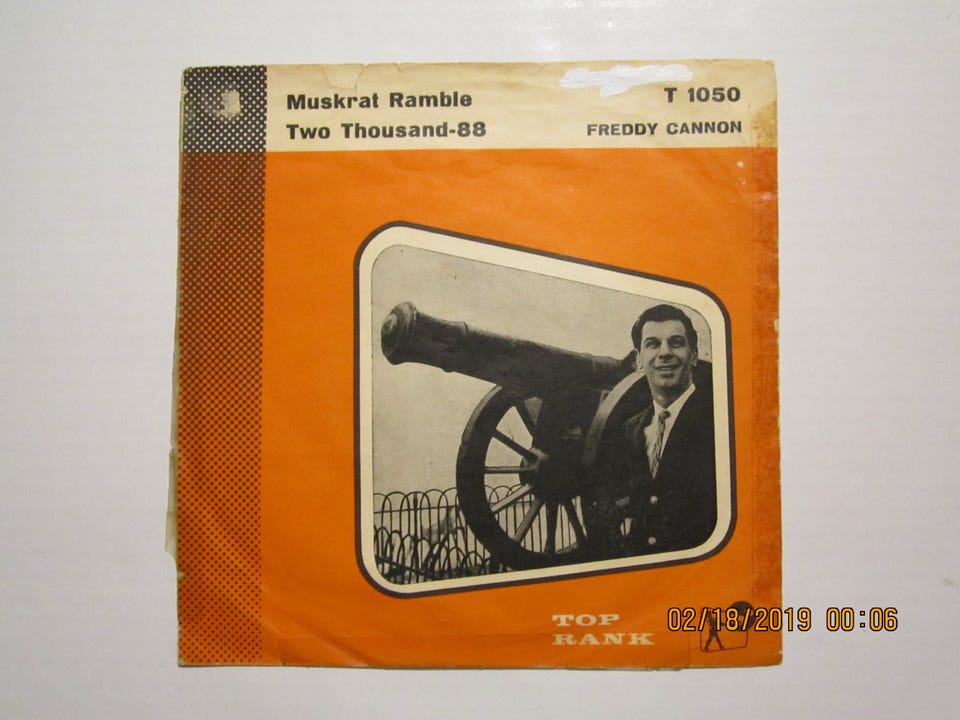 Muskrat Ramble
Two Thousand-88
T 1050
FREDDY CANNON
TOP
RANK
02/18/2019 00:06